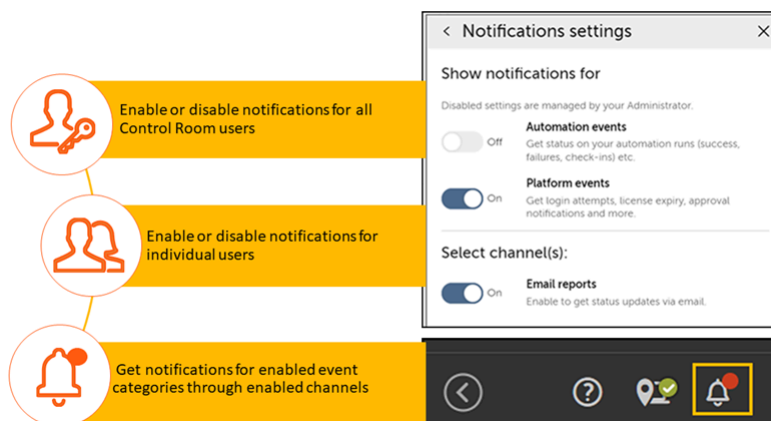 Enable or disable notifications for all
Control Room users
Enable or disable notifications for
individual users
Get notifications for enabled event
categories through enabled channels
Notifications settings
Show notifications for
Disabled settings are managed by your Administrator.
Off
Automation events
Get status on your automation runs (success,
failures, check-ins) etc.
On
Platform events
Get login attempts, license expiry, approval
notifications and more.
Select channel(s):
On
Email reports
Enable to get status updates via email.